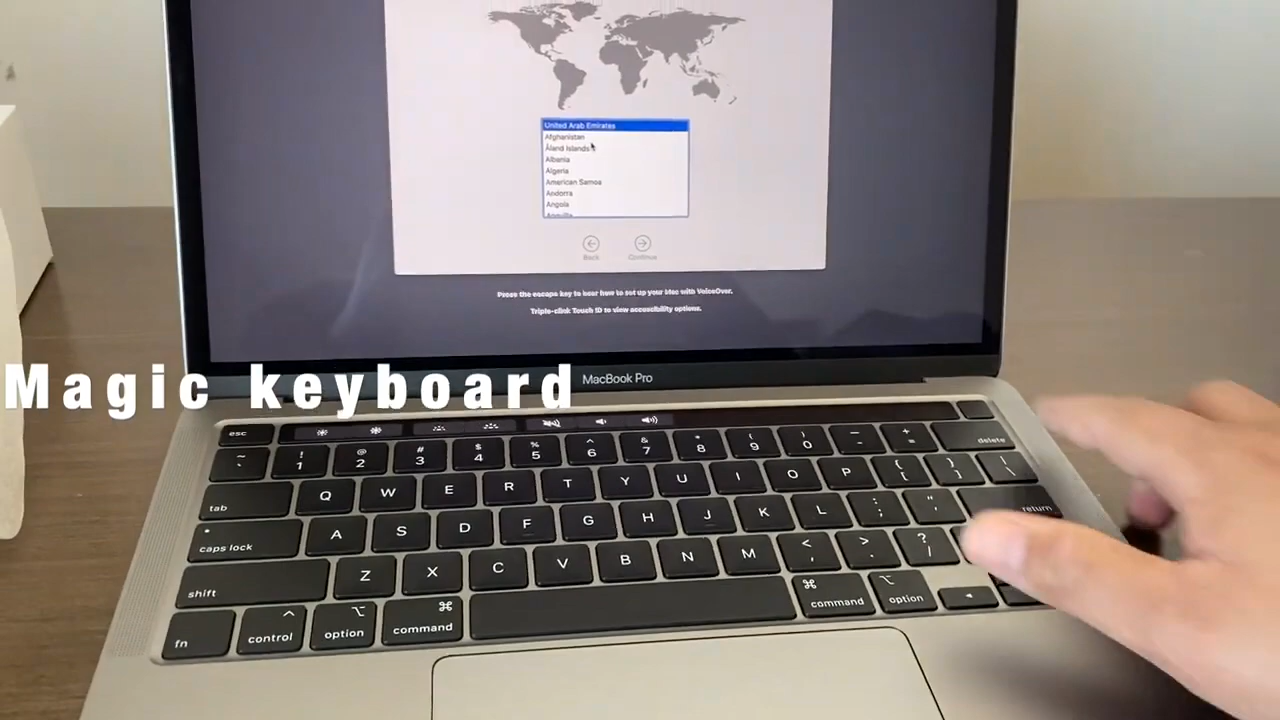 United Arab Emirates
Afghanistan
Åland Islands
Albania
Algeria
American Samoa
Andorra
Angola
Anguilla
Back
Continue
Press the escape key to hear how to set up your Mac with VoiceOver.
Triple-click Touch ID to view accessibility options.
Magic keyboard
MacBook Pro
esc
~ `
! 1
@ 2
# 3
$ 4
% 5
^ 6
& 7
* 8
( 9
) 0
_ -
+ =
delete
tab
Q W E R T Y U I O P { [ } ] | \
caps lock
A S D F G H J K L : ; " '
return
shift
Z X C V B N M < , > . ? /
fn
^ control
⌥ option
⌘ command
⌘ command
⌥ option
◀